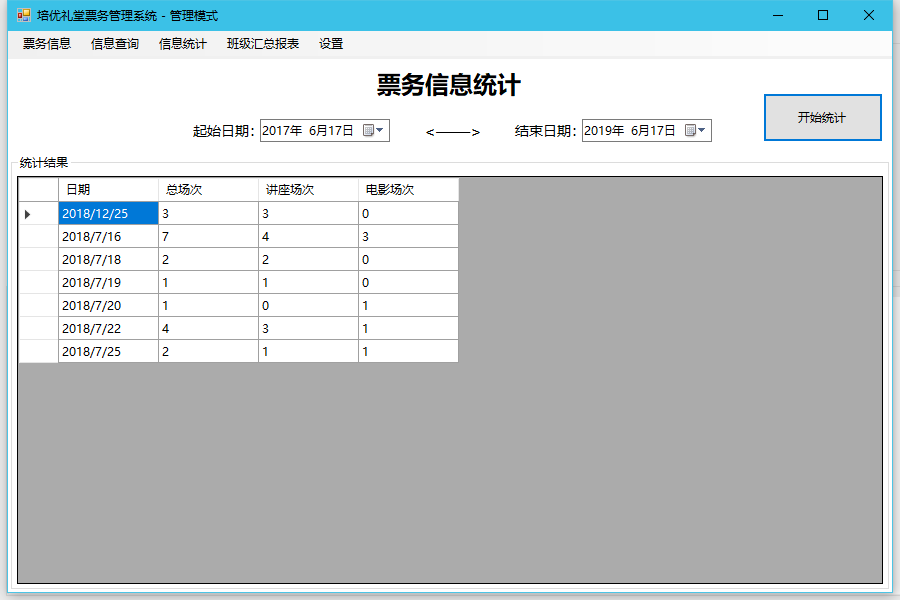 培优礼堂票务管理系统 - 管理模式
票务信息 信息查询 信息统计 班级汇总报表 设置
票务信息统计
起始日期: 2017年 6月17日 <----> 结束日期: 2019年 6月17日 开始统计
统计结果
日期 总场次 讲座场次 电影场次
2018/12/25 3 3 0
2018/7/16 7 4 3
2018/7/18 2 2 0
2018/7/19 1 1 0
2018/7/20 1 0 1
2018/7/22 4 3 1
2018/7/25 2 1 1